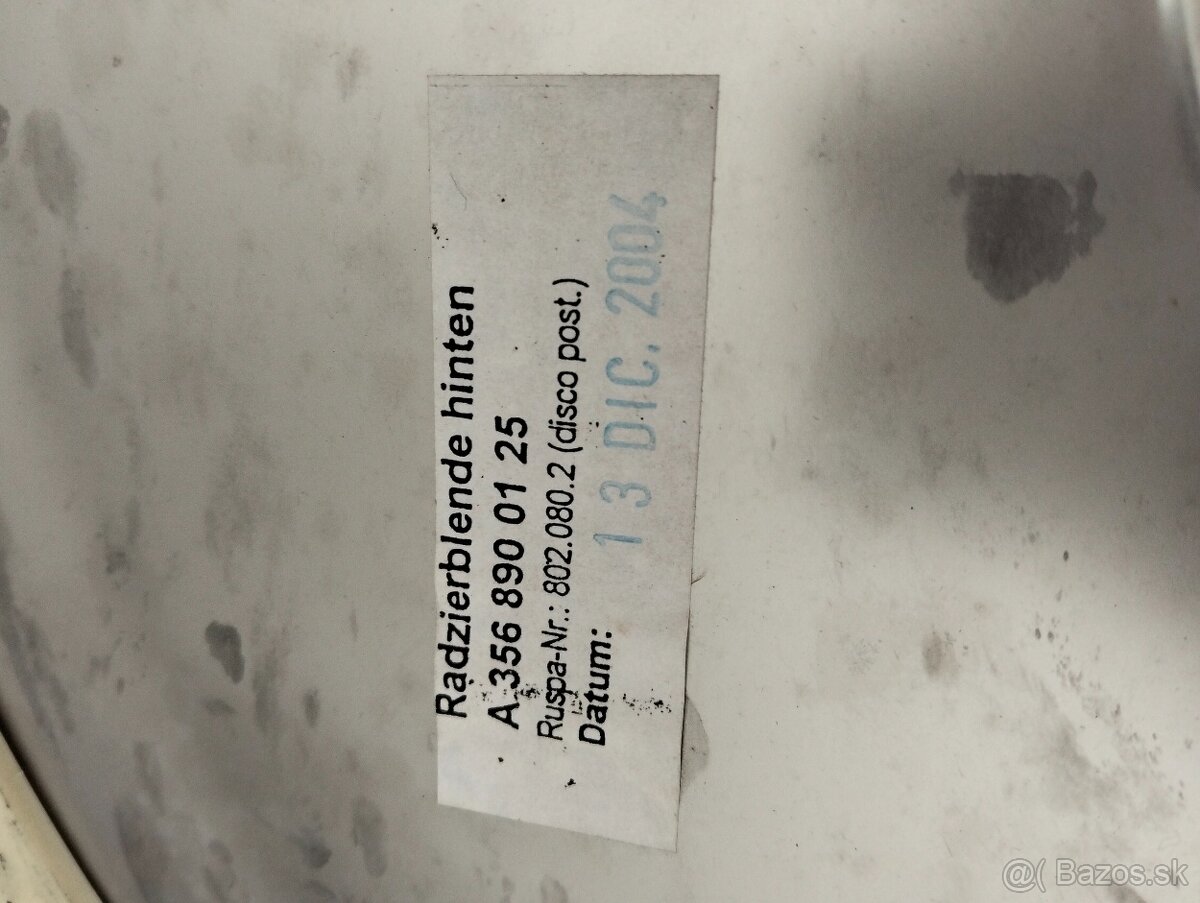 Radzierblende hinten
A.356 890 01 25
Ruspa-Nr.: 802.080.2 (disco post.)
Datum: 13 DIC. 2004
@( Bazos.sk